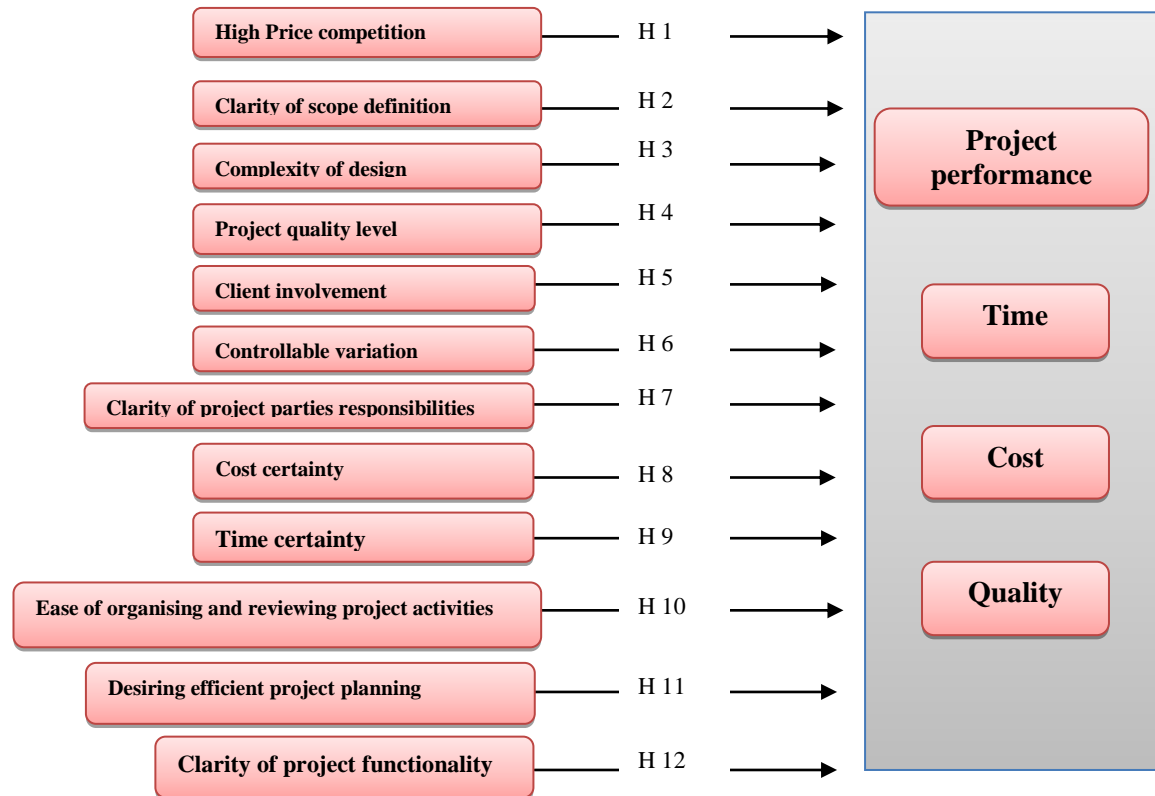 High Price competition
H 1
Clarity of scope definition
H 2
Complexity of design
H 3
Project quality level
H 4
Client involvement
H 5
Controllable variation
H 6
Clarity of project parties responsibilities
H 7
Cost certainty
H 8
Time certainty
H 9
Ease of organising and reviewing project activities
H 10
Desiring efficient project planning
H 11
Clarity of project functionality
H 12
Project
performance
Time
Cost
Quality